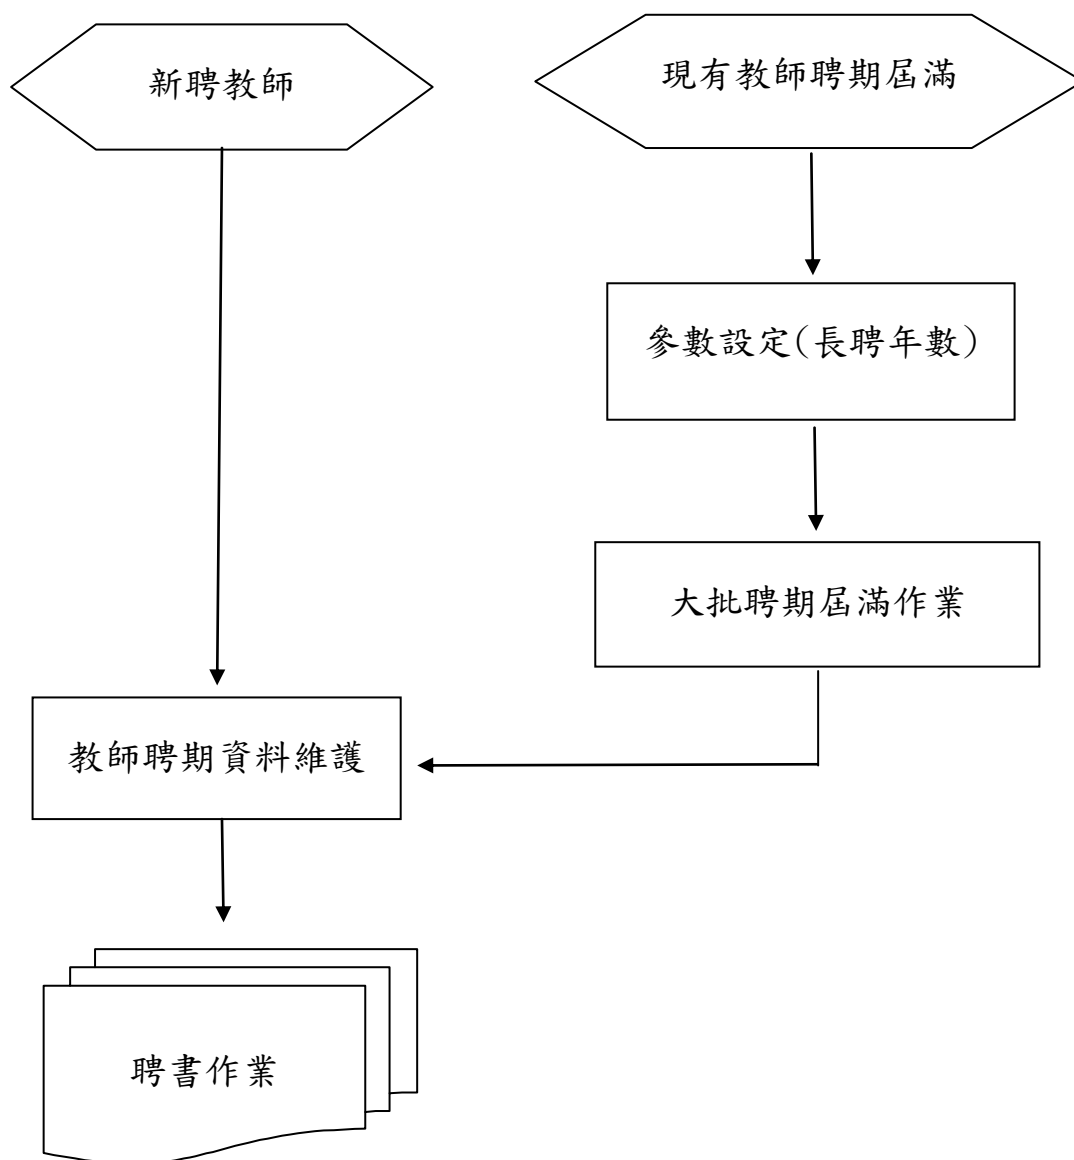 新聘教師
現有教師聘期屆滿
參數設定(長聘年數)
大批聘期屆滿作業
教師聘期資料維護
聘書作業